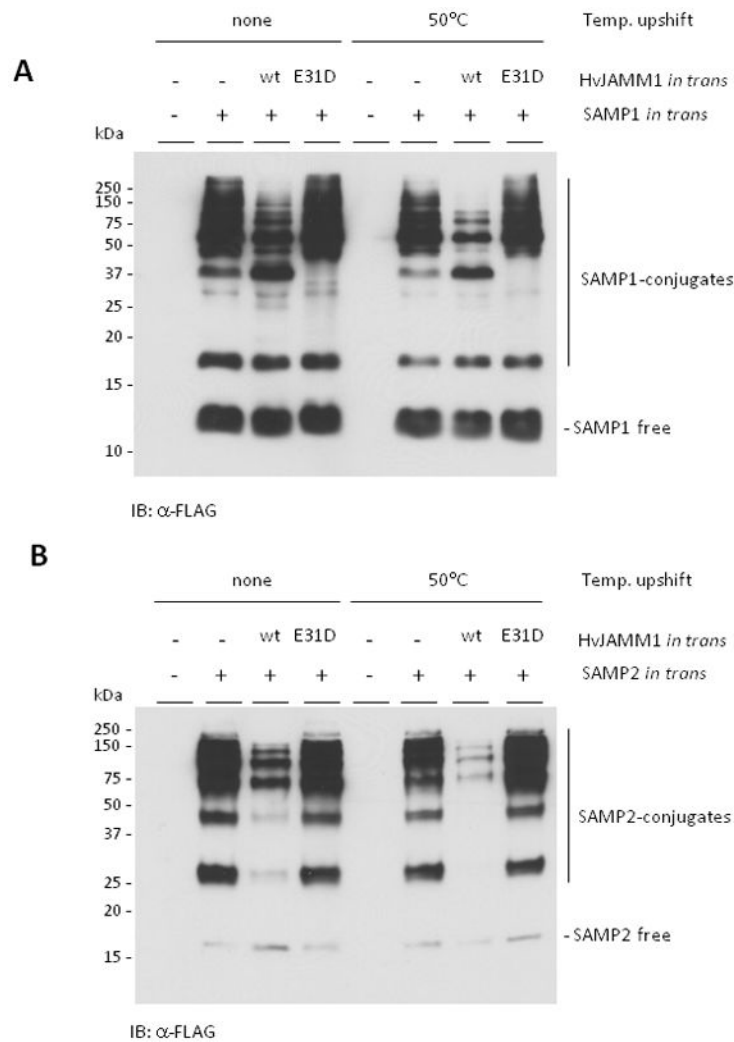 none 50°C Temp. upshift
A
- - wt E31D - - wt E31D HvJAMM1 in trans
- + + + - + + + SAMP1 in trans
kDa
250 -
150 -
75 -
50 -
37 -
SAMP1-conjugates
25 -
20 -
15 -
- SAMP1 free
10 -
IB: α-FLAG
B
none 50°C Temp. upshift
- - wt E31D - - wt E31D HvJAMM1 in trans
- + + + - + + + SAMP2 in trans
kDa
250 -
150 -
75 -
50 -
SAMP2-conjugates
37 -
25 -
20 -
- SAMP2 free
15 -
IB: α-FLAG